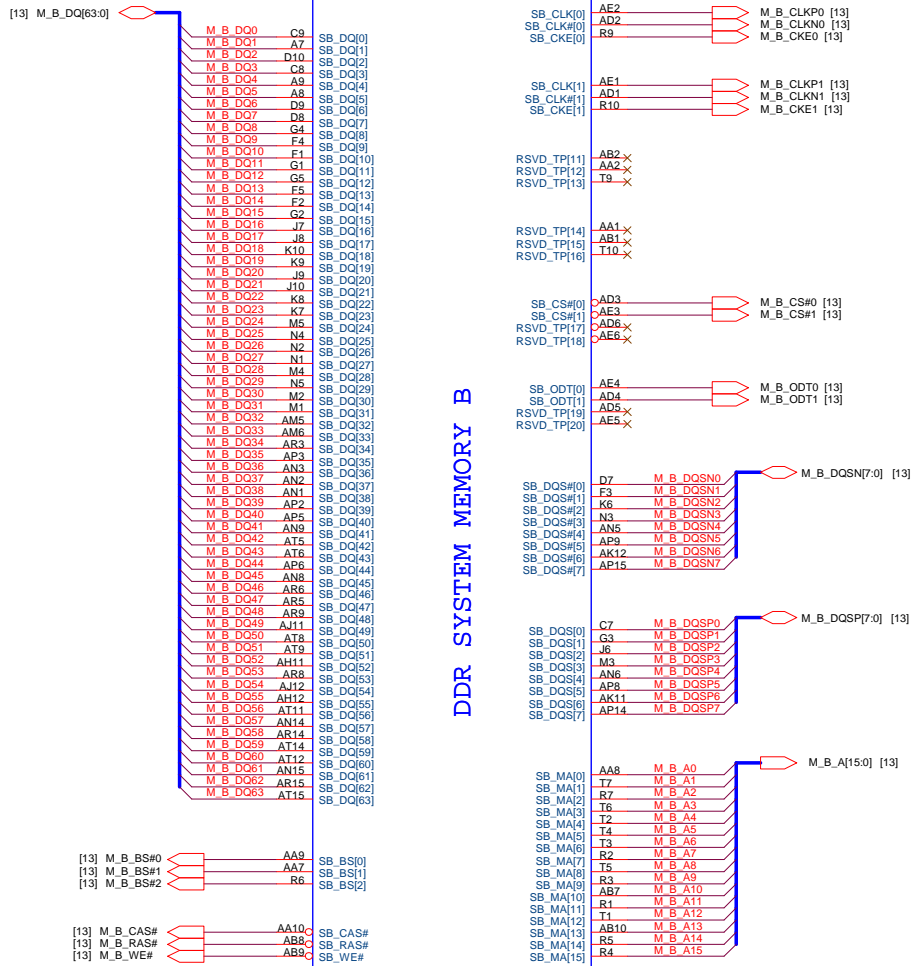 [13] M_B_DQ[63:0]
M_B_DQ0 C9 SB_DQ[0]
M_B_DQ1 A7 SB_DQ[1]
M_B_DQ2 D10 SB_DQ[2]
M_B_DQ3 C8 SB_DQ[3]
M_B_DQ4 A9 SB_DQ[4]
M_B_DQ5 A8 SB_DQ[5]
M_B_DQ6 D9 SB_DQ[6]
M_B_DQ7 D8 SB_DQ[7]
M_B_DQ8 G4 SB_DQ[8]
M_B_DQ9 F4 SB_DQ[9]
M_B_DQ10 F1 SB_DQ[10]
M_B_DQ11 G1 SB_DQ[11]
M_B_DQ12 G5 SB_DQ[12]
M_B_DQ13 F5 SB_DQ[13]
M_B_DQ14 F2 SB_DQ[14]
M_B_DQ15 G2 SB_DQ[15]
M_B_DQ16 J7 SB_DQ[16]
M_B_DQ17 J8 SB_DQ[17]
M_B_DQ18 K10 SB_DQ[18]
M_B_DQ19 K9 SB_DQ[19]
M_B_DQ20 J9 SB_DQ[20]
M_B_DQ21 J10 SB_DQ[21]
M_B_DQ22 K8 SB_DQ[22]
M_B_DQ23 K7 SB_DQ[23]
M_B_DQ24 M5 SB_DQ[24]
M_B_DQ25 N4 SB_DQ[25]
M_B_DQ26 N2 SB_DQ[26]
M_B_DQ27 N1 SB_DQ[27]
M_B_DQ28 M4 SB_DQ[28]
M_B_DQ29 N5 SB_DQ[29]
M_B_DQ30 M2 SB_DQ[30]
M_B_DQ31 M1 SB_DQ[31]
M_B_DQ32 AM5 SB_DQ[32]
M_B_DQ33 AM6 SB_DQ[33]
M_B_DQ34 AR3 SB_DQ[34]
M_B_DQ35 AP3 SB_DQ[35]
M_B_DQ36 AN3 SB_DQ[36]
M_B_DQ37 AN2 SB_DQ[37]
M_B_DQ38 AN1 SB_DQ[38]
M_B_DQ39 AP2 SB_DQ[39]
M_B_DQ40 AP5 SB_DQ[40]
M_B_DQ41 AN9 SB_DQ[41]
M_B_DQ42 AT5 SB_DQ[42]
M_B_DQ43 AT6 SB_DQ[43]
M_B_DQ44 AP6 SB_DQ[44]
M_B_DQ45 AN8 SB_DQ[45]
M_B_DQ46 AR6 SB_DQ[46]
M_B_DQ47 AR5 SB_DQ[47]
M_B_DQ48 AR9 SB_DQ[48]
M_B_DQ49 AJ11 SB_DQ[49]
M_B_DQ50 AT8 SB_DQ[50]
M_B_DQ51 AT9 SB_DQ[51]
M_B_DQ52 AH11 SB_DQ[52]
M_B_DQ53 AR8 SB_DQ[53]
M_B_DQ54 AJ12 SB_DQ[54]
M_B_DQ55 AH12 SB_DQ[55]
M_B_DQ56 AT11 SB_DQ[56]
M_B_DQ57 AN14 SB_DQ[57]
M_B_DQ58 AR14 SB_DQ[58]
M_B_DQ59 AT14 SB_DQ[59]
M_B_DQ60 AT12 SB_DQ[60]
M_B_DQ61 AN15 SB_DQ[61]
M_B_DQ62 AR15 SB_DQ[62]
M_B_DQ63 AT15 SB_DQ[63]
[13] M_B_BS#0 AA9 SB_BS[0]
[13] M_B_BS#1 AA7 SB_BS[1]
[13] M_B_BS#2 R6 SB_BS[2]
[13] M_B_CAS# AA10 SB_CAS#
[13] M_B_RAS# AB8 SB_RAS#
[13] M_B_WE# AB9 SB_WE#
DDR SYSTEM MEMORY B
SB_CLK[0] AE2 M_B_CLKP0 [13]
SB_CLK#[0] AD2 M_B_CLKN0 [13]
SB_CKE[0] R9 M_B_CKE0 [13]
SB_CLK[1] AE1 M_B_CLKP1 [13]
SB_CLK#[1] AD1 M_B_CLKN1 [13]
SB_CKE[1] R10 M_B_CKE1 [13]
RSVD_TP[11] AB2
RSVD_TP[12] AA2
RSVD_TP[13] T9
RSVD_TP[14] AA1
RSVD_TP[15] AB1
RSVD_TP[16] T10
SB_CS#[0] AD3 M_B_CS#0 [13]
SB_CS#[1] AE3 M_B_CS#1 [13]
RSVD_TP[17] AD6
RSVD_TP[18] AE6
SB_ODT[0] AE4 M_B_ODT0 [13]
SB_ODT[1] AD4 M_B_ODT1 [13]
RSVD_TP[19] AD5
RSVD_TP[20] AE5
M_B_DQSN[7:0] [13]
SB_DQS#[0] D7 M_B_DQSN0
SB_DQS#[1] F3 M_B_DQSN1
SB_DQS#[2] K6 M_B_DQSN2
SB_DQS#[3] N3 M_B_DQSN3
SB_DQS#[4] AN5 M_B_DQSN4
SB_DQS#[5] AP9 M_B_DQSN5
SB_DQS#[6] AK12 M_B_DQSN6
SB_DQS#[7] AP15 M_B_DQSN7
M_B_DQSP[7:0] [13]
SB_DQS[0] C7 M_B_DQSP0
SB_DQS[1] G3 M_B_DQSP1
SB_DQS[2] J6 M_B_DQSP2
SB_DQS[3] M3 M_B_DQSP3
SB_DQS[4] AN6 M_B_DQSP4
SB_DQS[5] AP8 M_B_DQSP5
SB_DQS[6] AK11 M_B_DQSP6
SB_DQS[7] AP14 M_B_DQSP7
M_B_A[15:0] [13]
SB_MA[0] AA8 M_B_A0
SB_MA[1] T7 M_B_A1
SB_MA[2] R7 M_B_A2
SB_MA[3] T6 M_B_A3
SB_MA[4] T2 M_B_A4
SB_MA[5] T4 M_B_A5
SB_MA[6] T3 M_B_A6
SB_MA[7] R2 M_B_A7
SB_MA[8] T5 M_B_A8
SB_MA[9] R3 M_B_A9
SB_MA[10] AB7 M_B_A10
SB_MA[11] R1 M_B_A11
SB_MA[12] T1 M_B_A12
SB_MA[13] AB10 M_B_A13
SB_MA[14] R5 M_B_A14
SB_MA[15] R4 M_B_A15